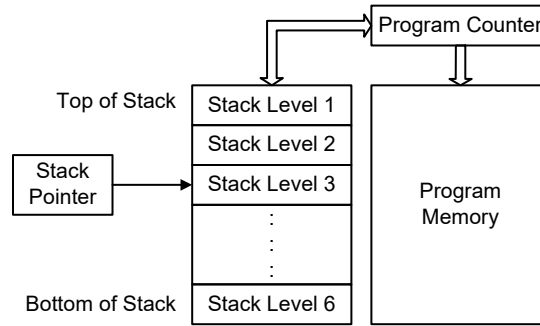 Program Counter
Top of Stack
Stack Level 1
Stack Level 2
Stack
Pointer
Stack Level 3
:
:
:
Program
Memory
Bottom of Stack
Stack Level 6